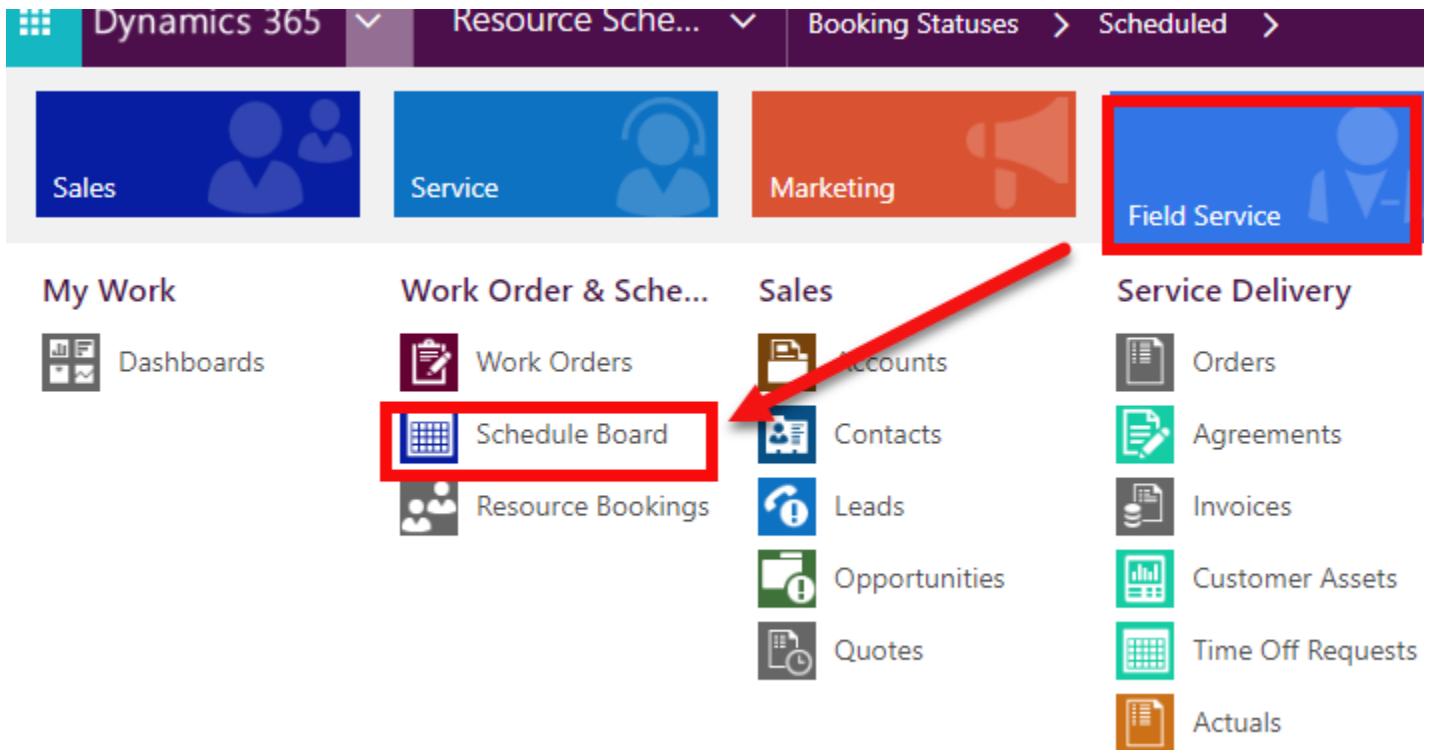 Dynamics 365 Resource Sche... Booking Statuses > Scheduled >
Sales Service Marketing Field Service
My Work Work Order & Sche... Sales Service Delivery
Dashboards Work Orders Accounts Orders
Schedule Board Contacts Agreements
Resource Bookings Leads Invoices
Opportunities Customer Assets
Quotes Time Off Requests
Actuals